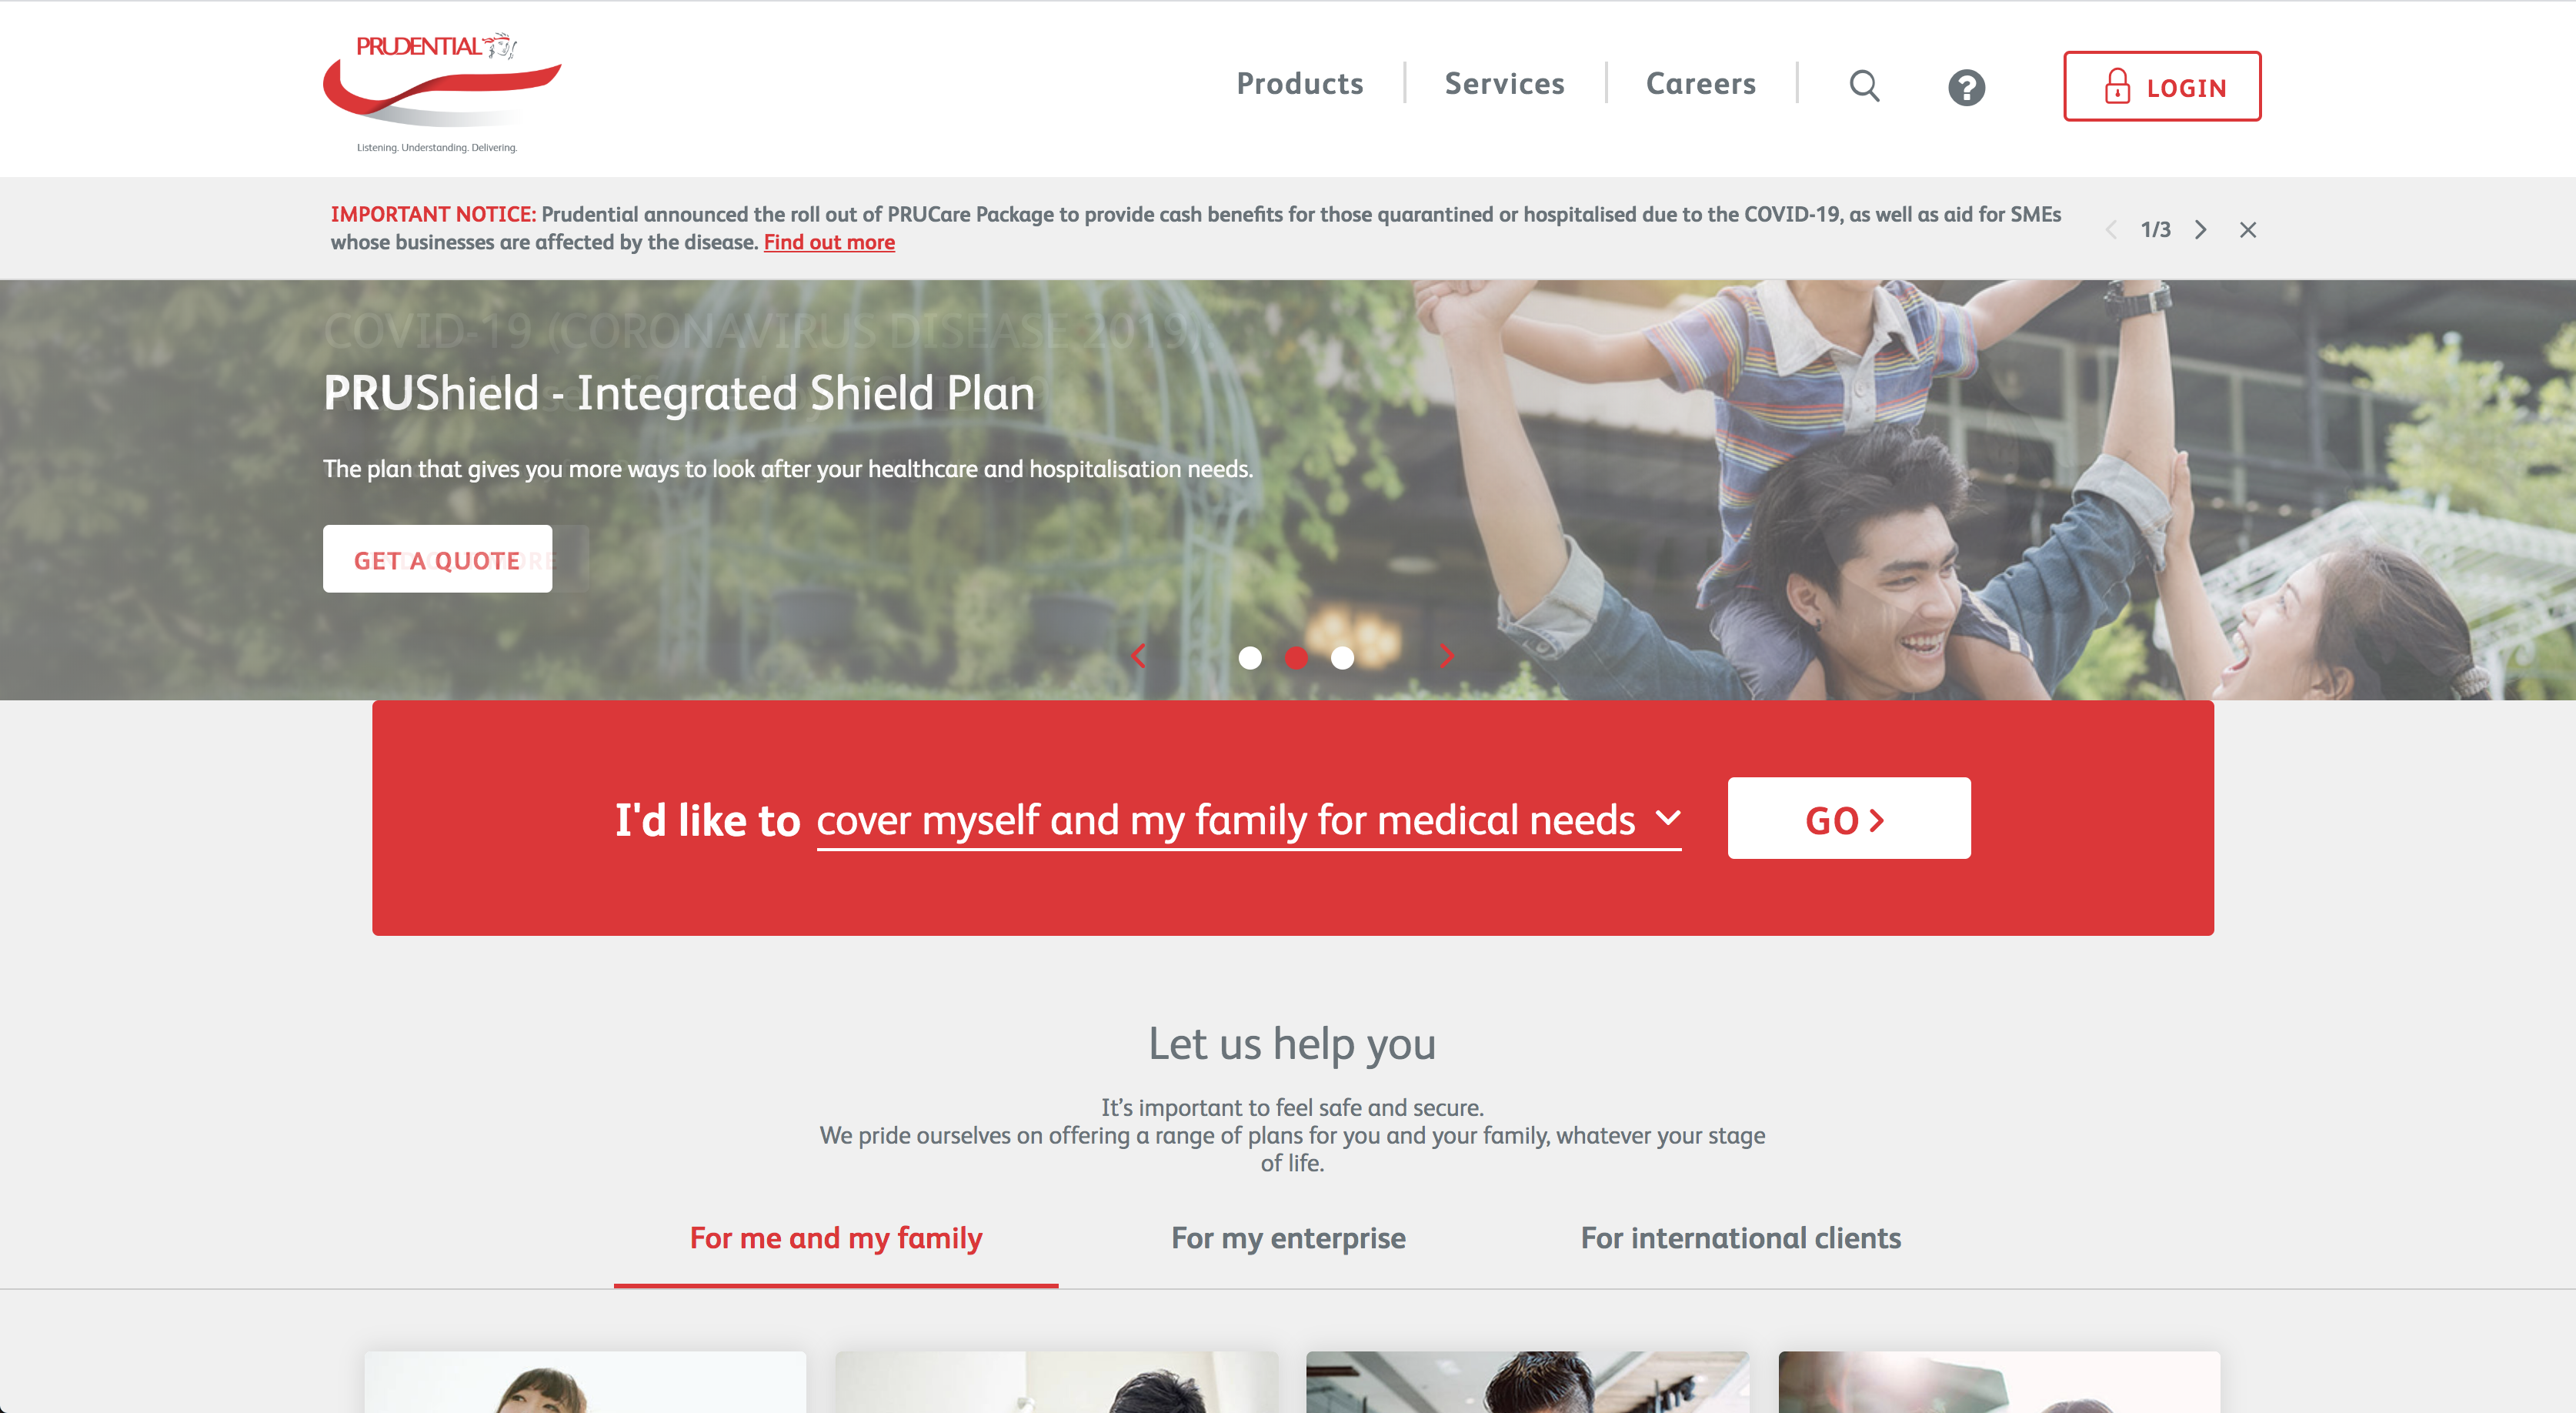 PRUDENTIAL
Listening. Understanding. Delivering.
Products
Services
Careers
?
LOGIN
IMPORTANT NOTICE: Prudential announced the roll out of PRUCare Package to provide cash benefits for those quarantined or hospitalised due to the COVID-19, as well as aid for SMEs
whose businesses are affected by the disease. Find out more
1/3
COVID-19 (CORONAVIRUS DISEASE 2019)
PRUShield - Integrated Shield Plan
The plan that gives you more ways to look after your healthcare and hospitalisation needs.
GET A QUOTE
I'd like to cover myself and my family for medical needs
GO
Let us help you
It's important to feel safe and secure.
We pride ourselves on offering a range of plans for you and your family, whatever your stage
of life.
For me and my family
For my enterprise
For international clients